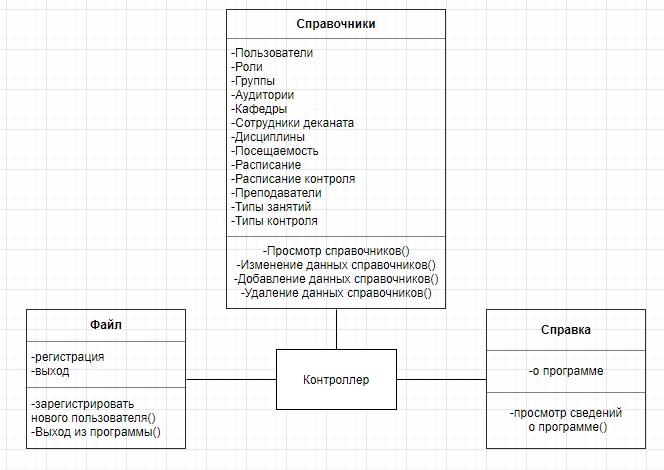 Справочники
-Пользователи
-Роли
-Группы
-Аудитории
-Кафедры
-Сотрудники деканата
-Дисциплины
-Посещаемость
-Расписание
-Расписание контроля
-Преподаватели
-Типы занятий
-Типы контроля
-Просмотр справочников()
-Изменение данных справочников()
-Добавление данных справочников()
-Удаление данных справочников()
Файл
-регистрация
-выход
-зарегистрировать
нового пользователя()
-Выход из программы()
Контроллер
Справка
-о программе
-просмотр сведений
о программе()